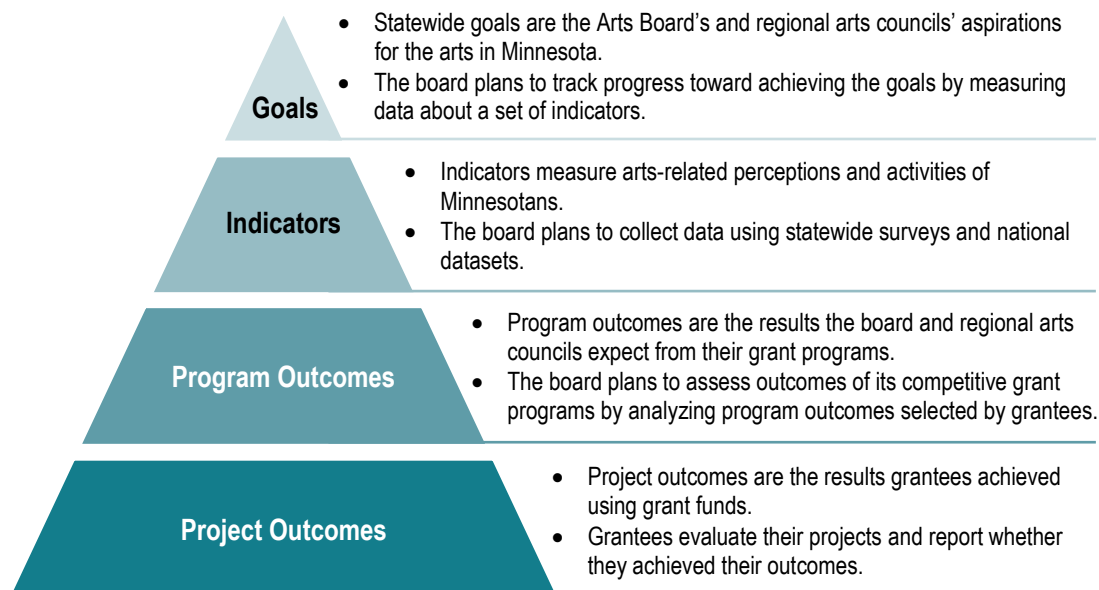 • Statewide goals are the Arts Board’s and regional arts councils’ aspirations
for the arts in Minnesota.
• The board plans to track progress toward achieving the goals by measuring
data about a set of indicators.
Goals
• Indicators measure arts-related perceptions and activities of
Minnesotans.
• The board plans to collect data using statewide surveys and national
datasets.
Indicators
• Program outcomes are the results the board and regional arts
councils expect from their grant programs.
• The board plans to assess outcomes of its competitive grant
programs by analyzing program outcomes selected by grantees.
Program Outcomes
• Project outcomes are the results grantees achieved
using grant funds.
• Grantees evaluate their projects and report whether
they achieved their outcomes.
Project Outcomes